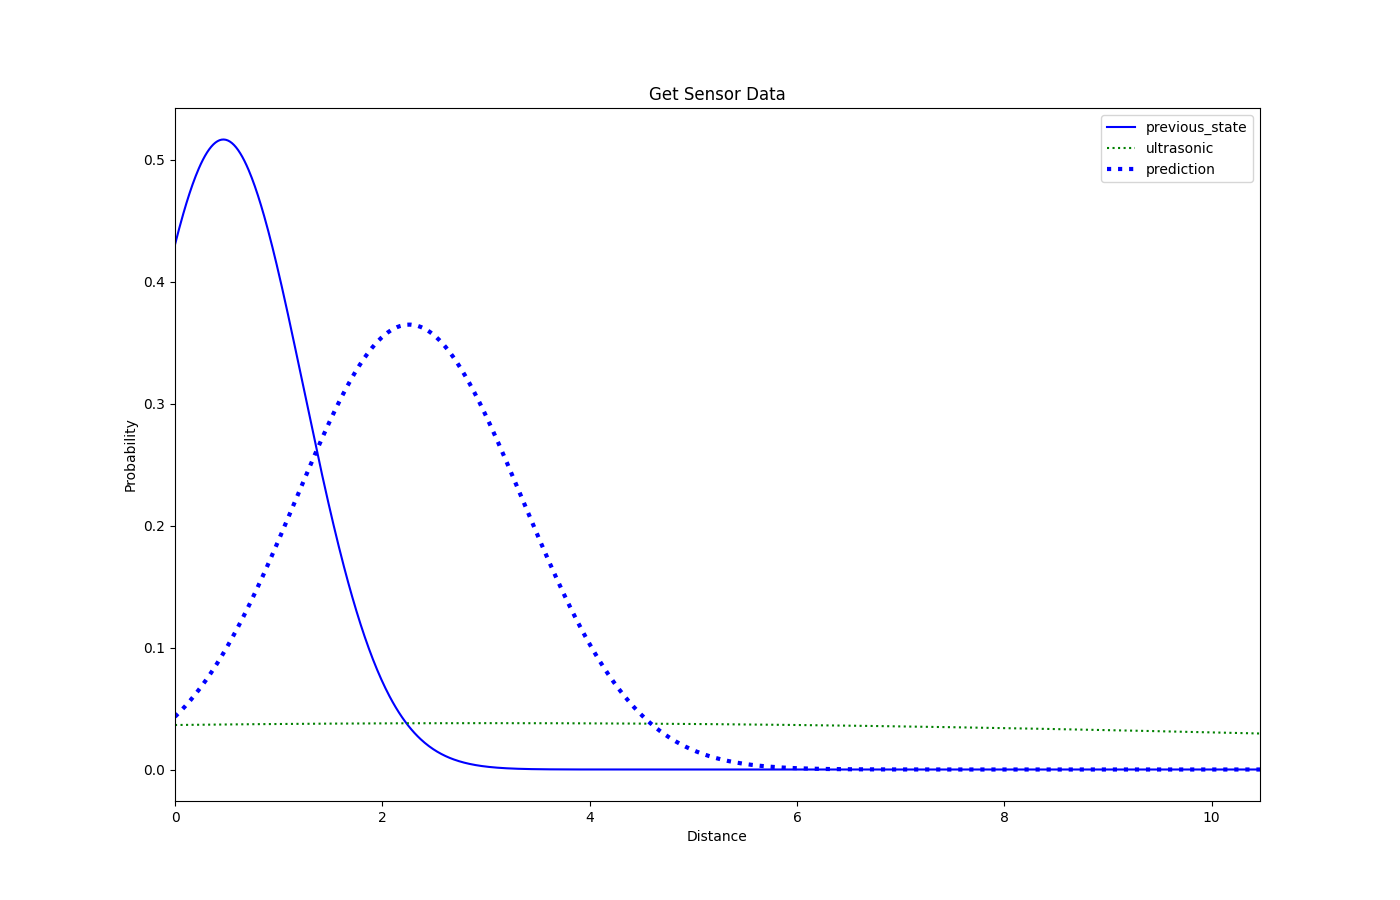 Get Sensor Data
previous_state
ultrasonic
prediction
Probability
0.5
0.4
0.3
0.2
0.1
0.0
0
2
4
6
8
10
Distance